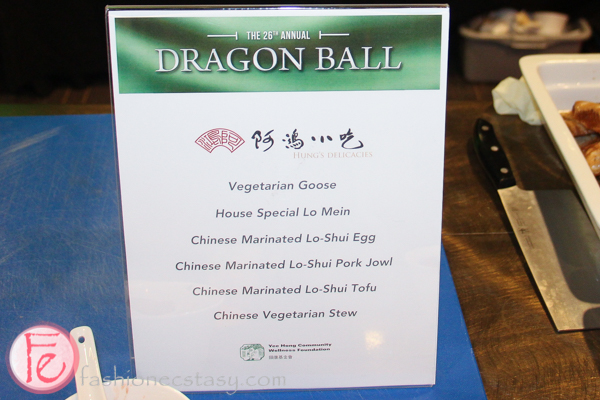 THE 26TH ANNUAL
DRAGON BALL
阿鴻小吃
HUNG'S DELICACIES
Vegetarian Goose
House Special Lo Mein
Chinese Marinated Lo-Shui Egg
Chinese Marinated Lo-Shui Pork Jowl
Chinese Marinated Lo-Shui Tofu
Chinese Vegetarian Stew
Yee Hong Community
Wellness Foundation
Fe
fashionecstasy.com